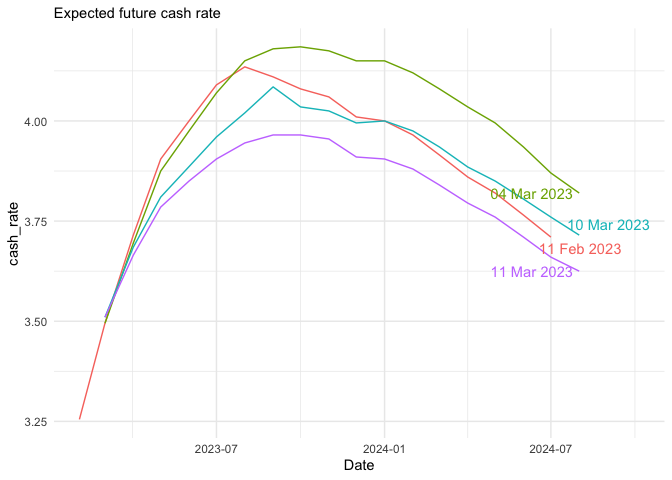 Expected future cash rate
cash_rate
4.00
3.75
3.50
3.25
04 Mar 2023
10 Mar 2023
11 Feb 2023
11 Mar 2023
2023-07
2024-01
2024-07
Date